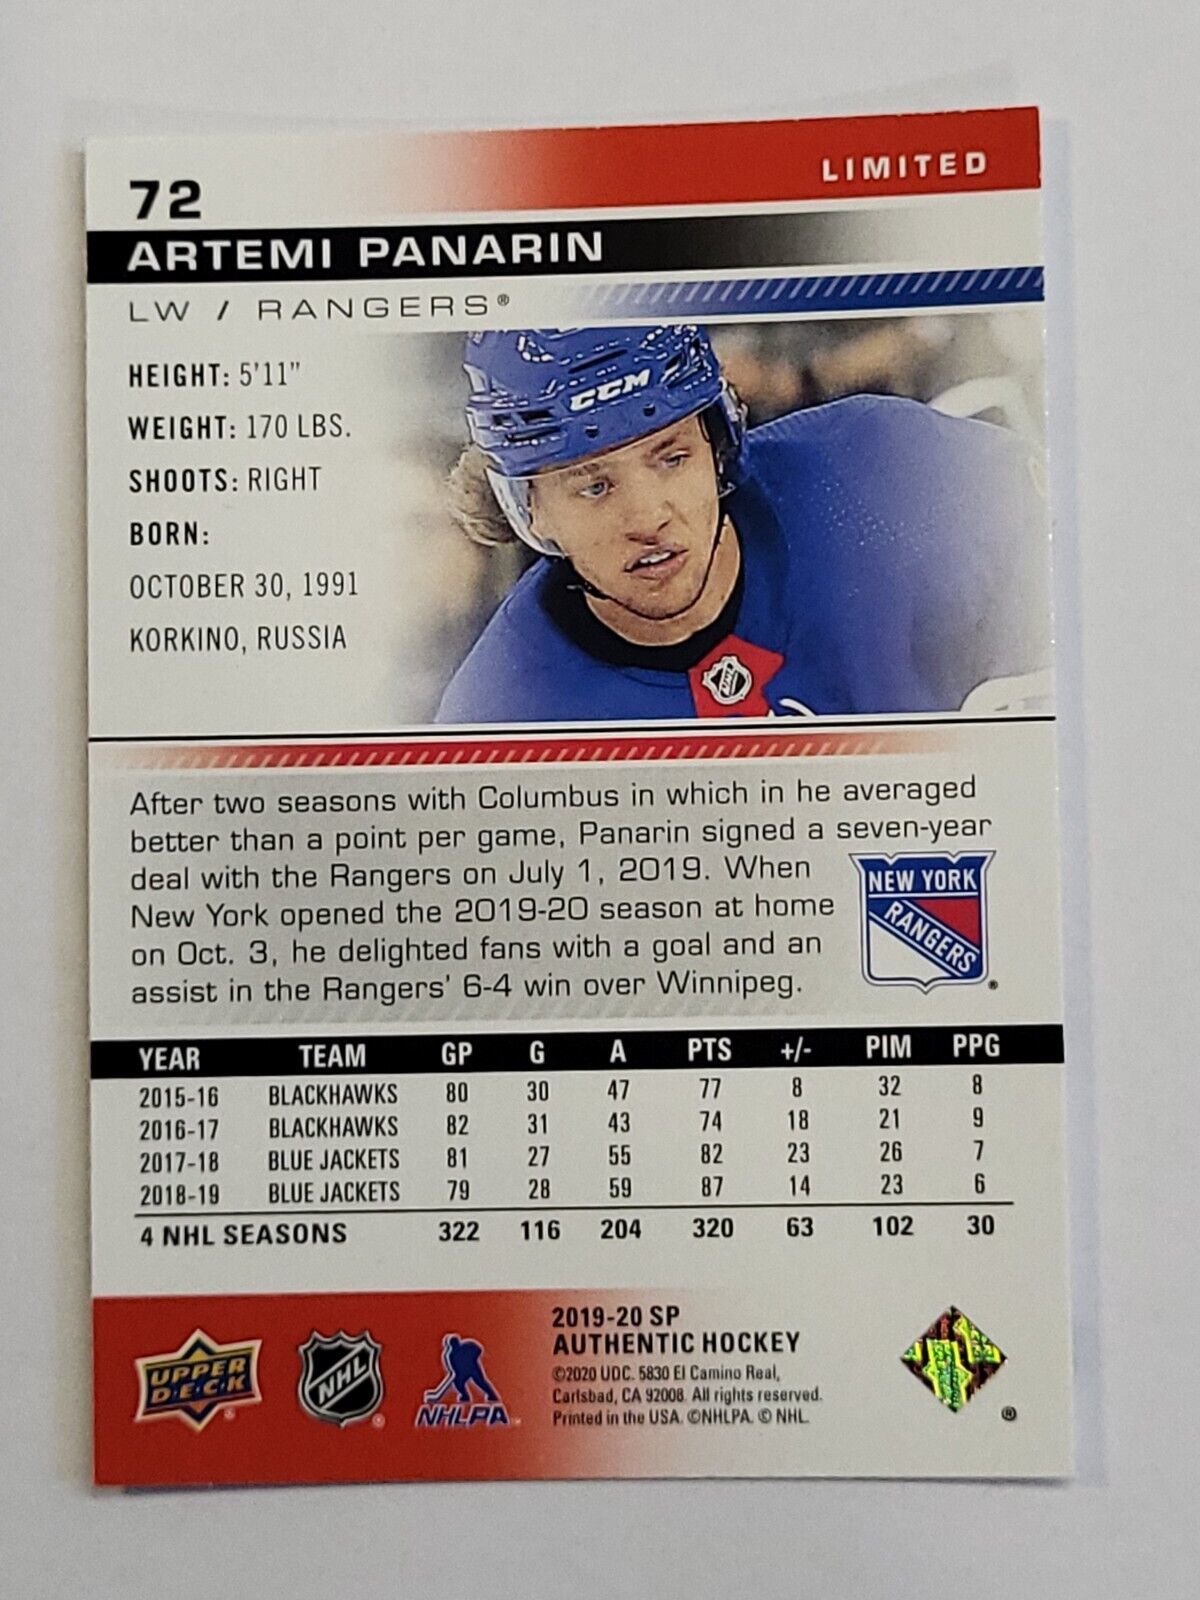 72
LIMITED
ARTEMI PANARIN
LW / RANGERS®
HEIGHT: 5'11"
WEIGHT: 170 LBS.
SHOOTS: RIGHT
BORN:
OCTOBER 30, 1991
KORKINO, RUSSIA
CCM
NHL
After two seasons with Columbus in which in he averaged
better than a point per game, Panarin signed a seven-year
deal with the Rangers on July 1, 2019. When
New York opened the 2019-20 season at home
on Oct. 3, he delighted fans with a goal and an
assist in the Rangers' 6-4 win over Winnipeg.
NEW YORK
RANGERS
®
YEAR TEAM GP G A PTS +/- PIM PPG
2015-16 BLACKHAWKS 80 30 47 77 8 32 8
2016-17 BLACKHAWKS 82 31 43 74 18 21 9
2017-18 BLUE JACKETS 81 27 55 82 23 26 7
2018-19 BLUE JACKETS 79 28 59 87 14 23 6
4 NHL SEASONS 322 116 204 320 63 102 30
UPPER
DECK
®
NHL
®
NHLPA
2019-20 SP
AUTHENTIC HOCKEY
©2020 UDC. 5830 El Camino Real,
Carlsbad, CA 92008. All rights reserved.
Printed in the USA. ©NHLPA. © NHL.
®